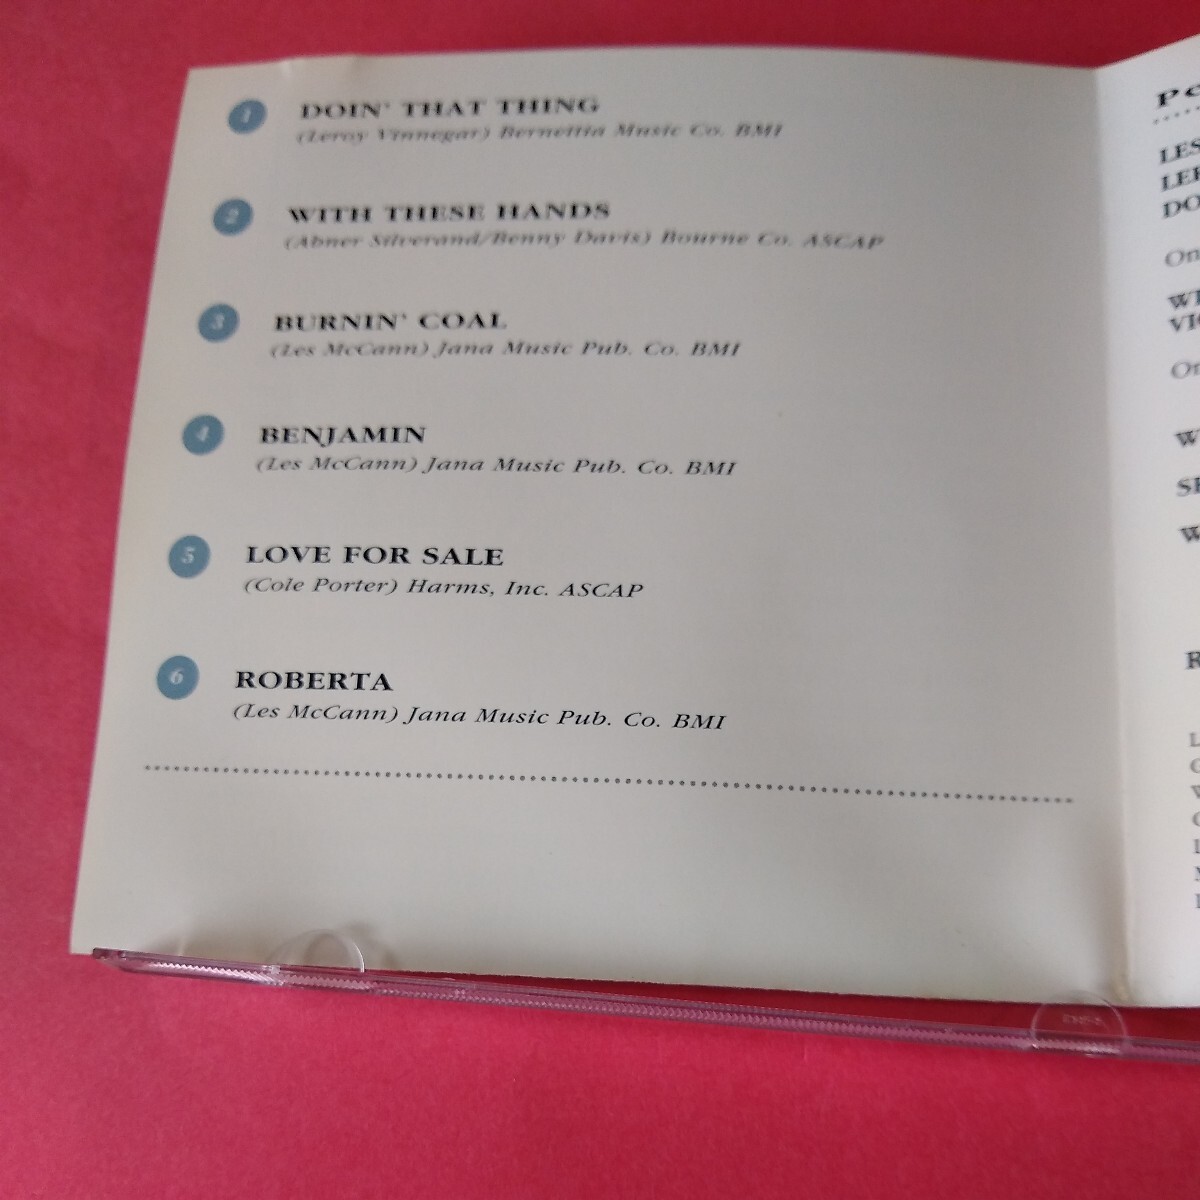 1 DOIN' THAT THING
(Leroy Vinnegar) Bernettia Music Co. BMI
2 WITH THESE HANDS
(Abner Silverand/Benny Davis) Bourne Co. ASCAP
3 BURNIN' COAL
(Les McCann) Jana Music Pub. Co. BMI
4 BENJAMIN
(Les McCann) Jana Music Pub. Co. BMI
5 LOVE FOR SALE
(Cole Porter) Harms, Inc. ASCAP
6 ROBERTA
(Les McCann) Jana Music Pub. Co. BMI
LES
DO
On